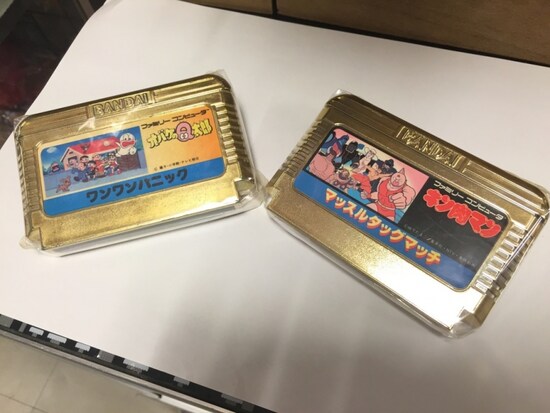 BANDAI
ファミリー コンピュータ
オバケのQ太郎
ワンワンパニック
BANDAI
ファミリー コンピュータ
キン肉マン
マッスルタッグマッチ